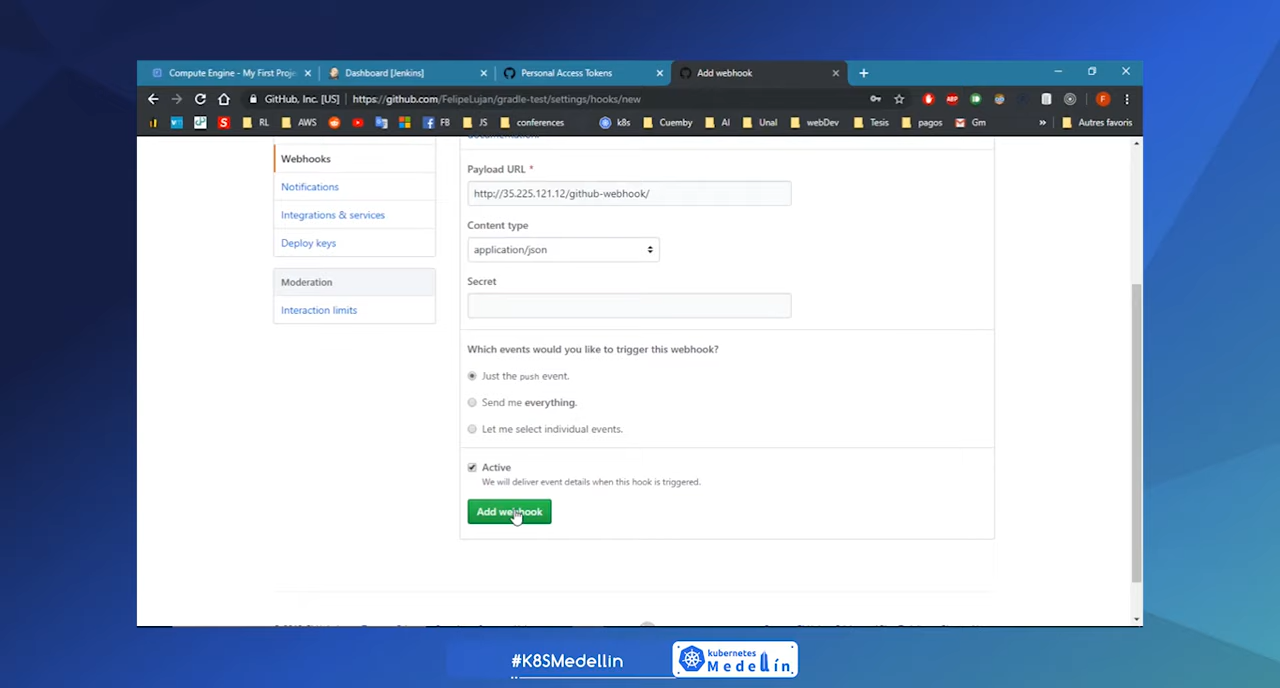 Compute Engine - My First Proje
Dashboard [Jenkins]
Personal Access Tokens
Add webhook
GitHub, Inc. [US]
https://github.com/FelipeLujan/gradle-test/settings/hooks/new
ABP
F
RL
AWS
FB
JS
conferences
k8s
Cuemby
AI
Unal
webDev
Tesis
pagos
Gm
»
Autres favoris
Webhooks
Notifications
Integrations & services
Deploy keys
Moderation
Interaction limits
Payload URL *
http://35.225.121.12/github-webhook/
Content type
application/json
Secret
Which events would you like to trigger this webhook?
Just the push event.
Send me everything.
Let me select individual events.
Active
We will deliver event details when this hook is triggered.
Add webhook
#K8SMedellin
kubernetes
Medellín